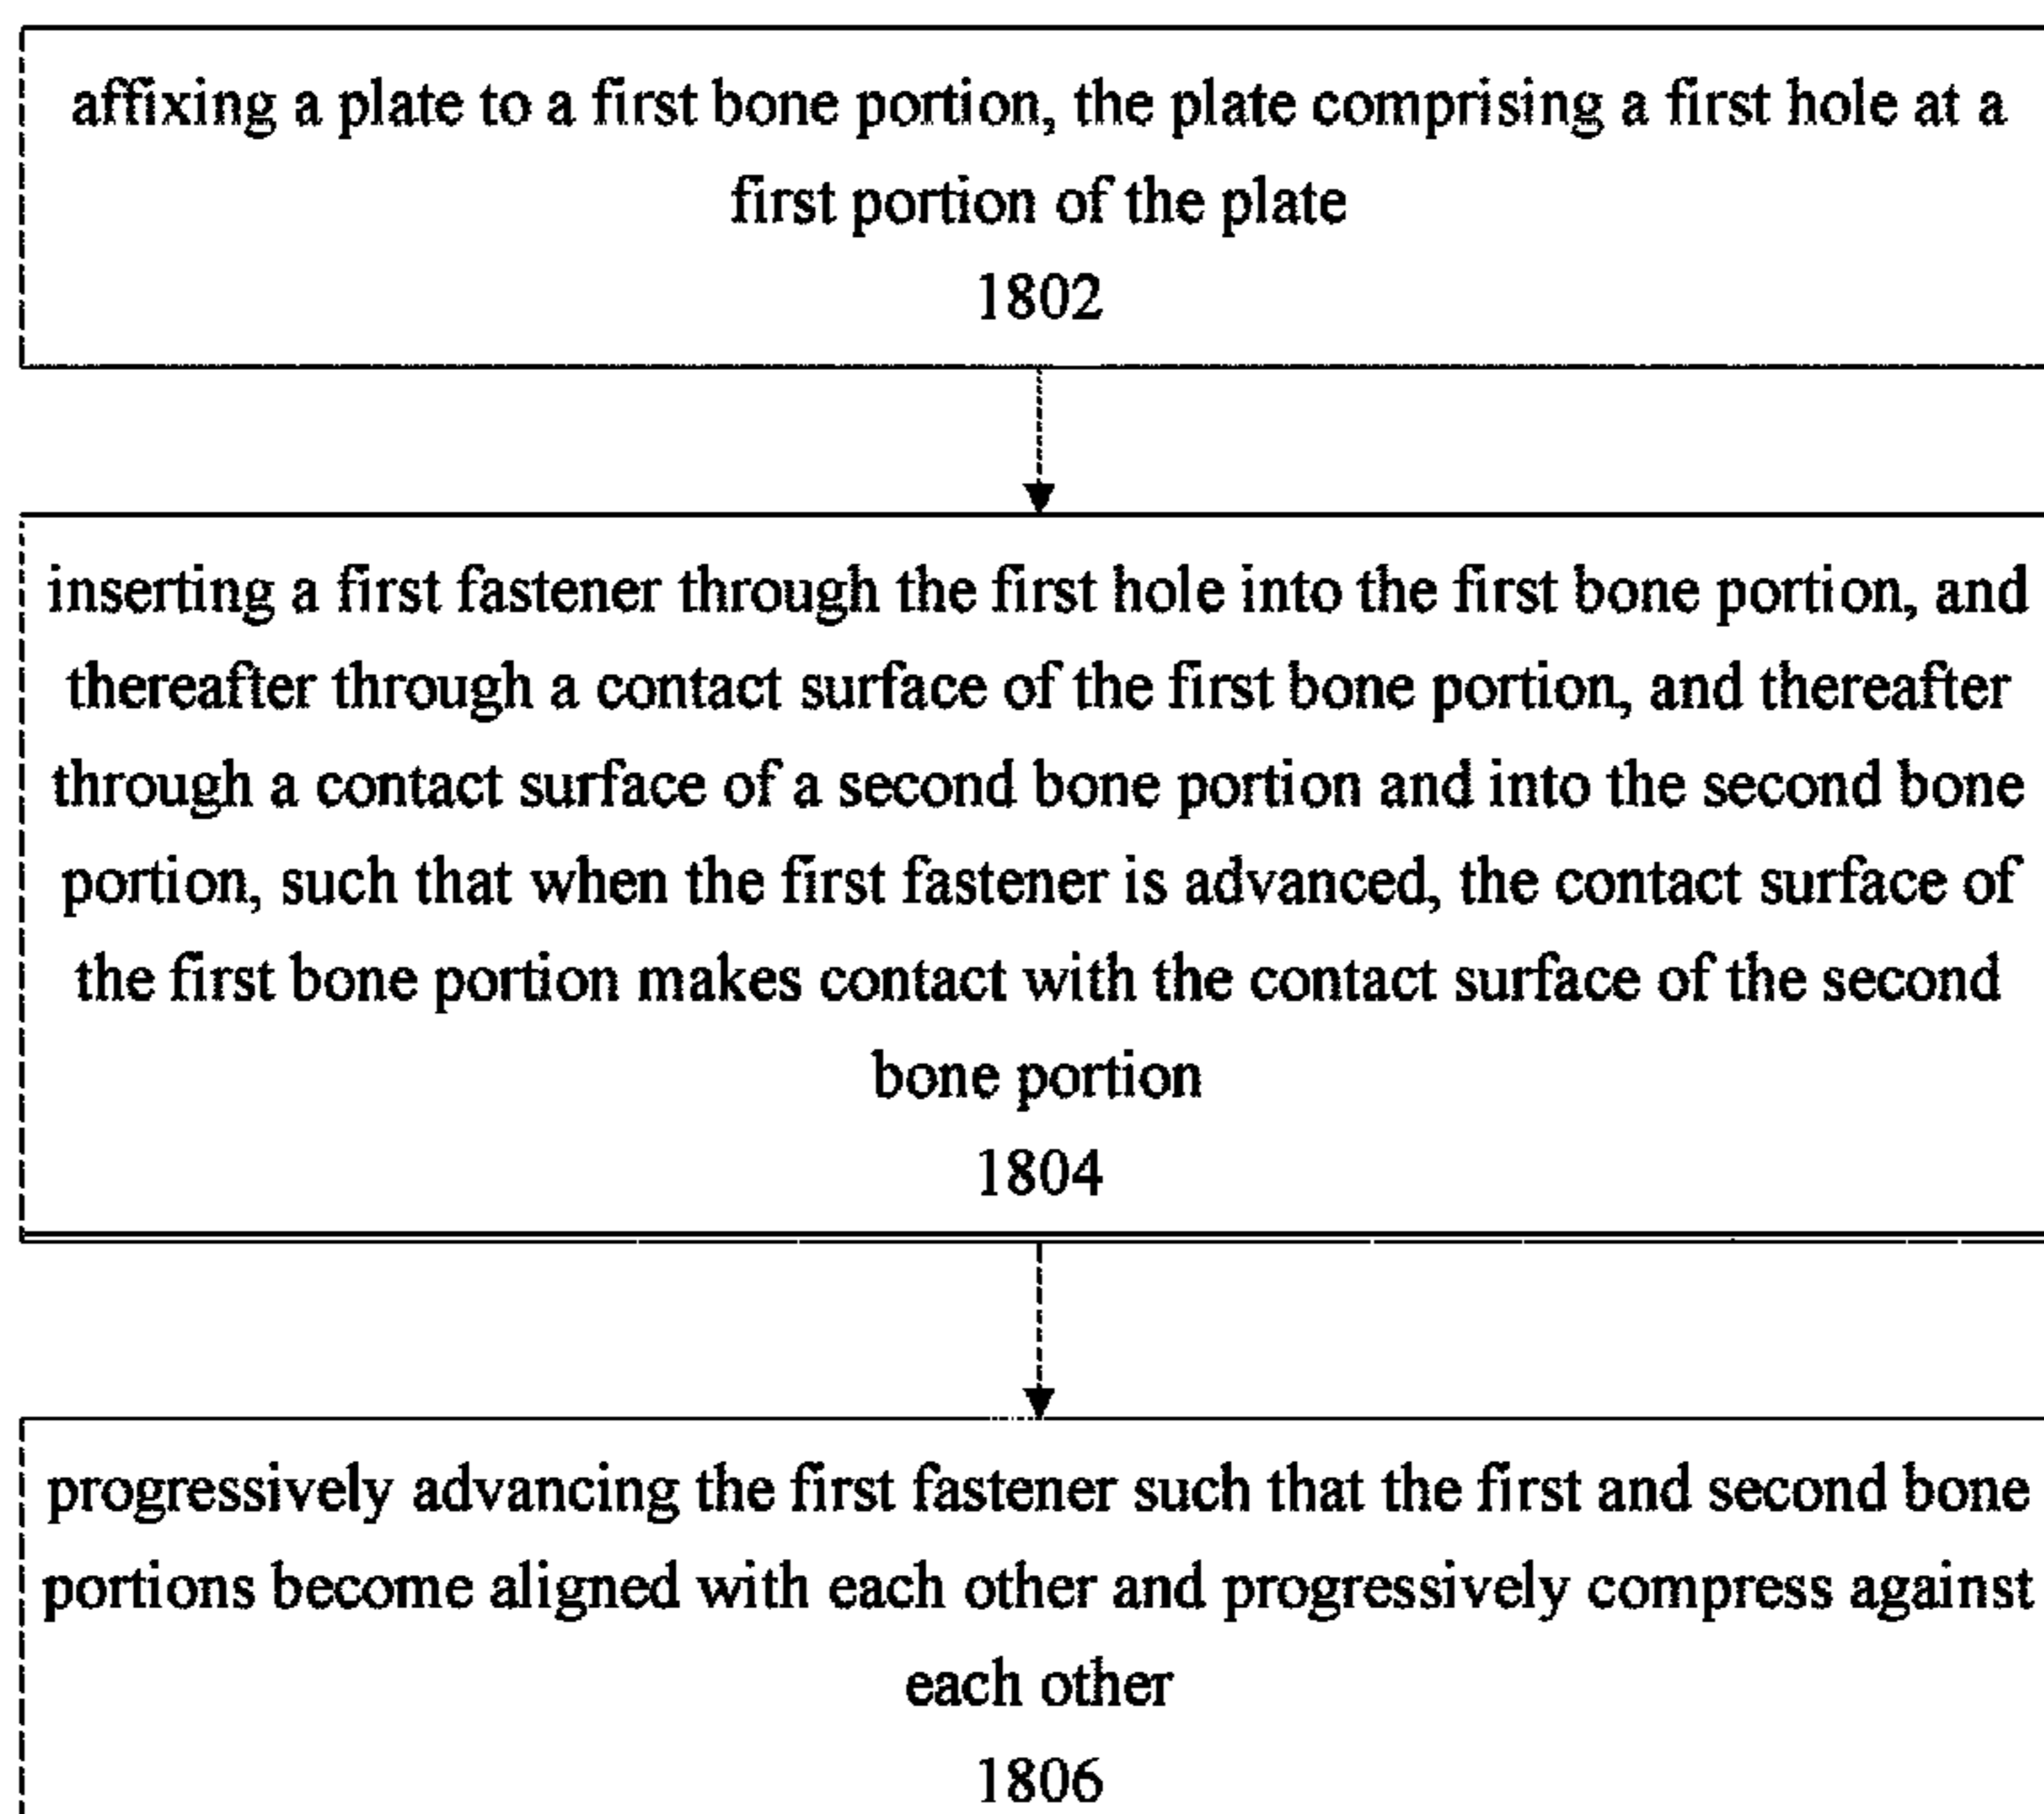 affixing a plate to a first bone portion, the plate comprising a first hole at a
first portion of the plate
1802
inserting a first fastener through the first hole into the first bone portion, and
thereafter through a contact surface of the first bone portion, and thereafter
through a contact surface of a second bone portion and into the second bone
portion, such that when the first fastener is advanced, the contact surface of
the first bone portion makes contact with the contact surface of the second
bone portion
1804
progressively advancing the first fastener such that the first and second bone
portions become aligned with each other and progressively compress against
each other
1806